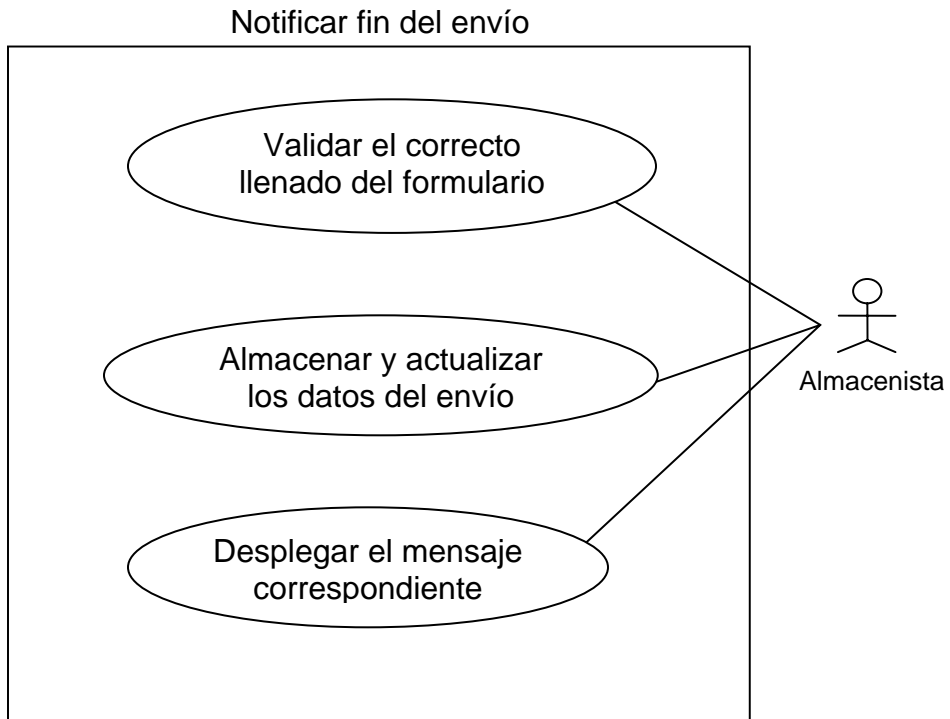 Notificar fin del envío
Validar el correcto
llenado del formulario
Almacenar y actualizar
los datos del envío
Almacenista
Desplegar el mensaje
correspondiente